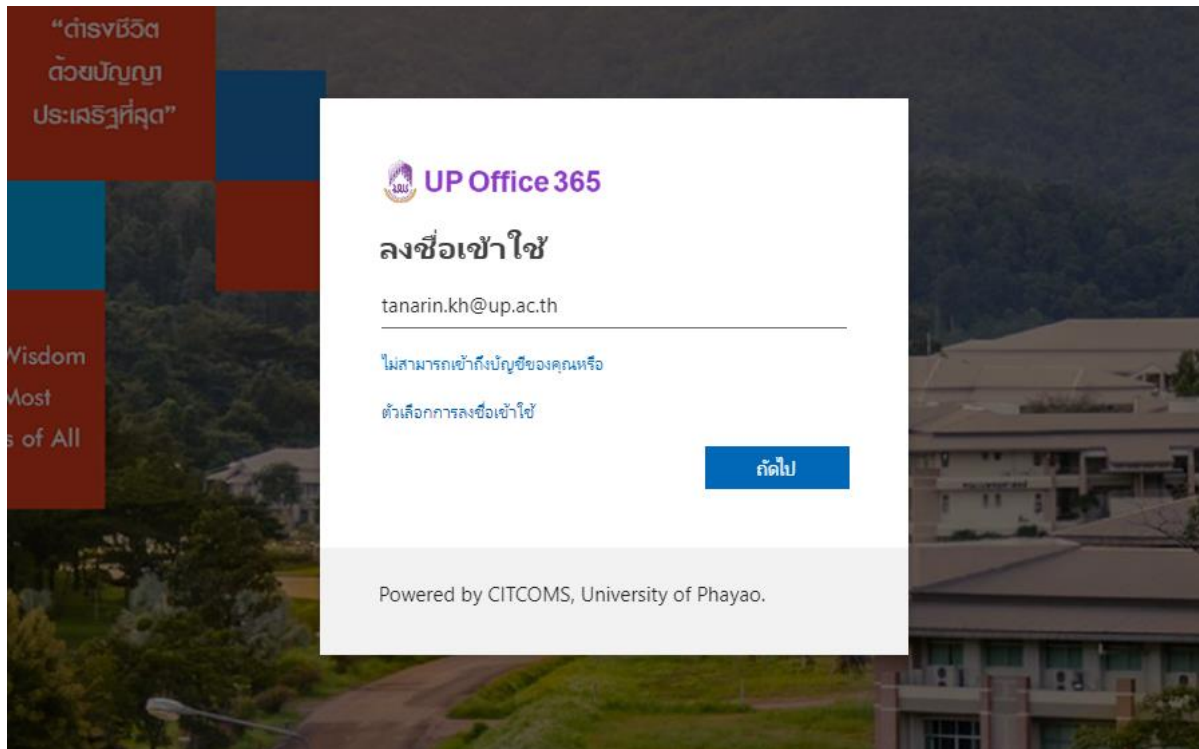 “ดำรงชีวิต
ด้วยปัญญา
ประเสริฐที่สุด”
Wisdom
Most
s of All
UP Office 365
ลงชื่อเข้าใช้
tanarin.kh@up.ac.th
ไม่สามารถเข้าถึงบัญชีของคุณหรือ
ตัวเลือกการลงชื่อเข้าใช้
ถัดไป
Powered by CITCOMS, University of Phayao.